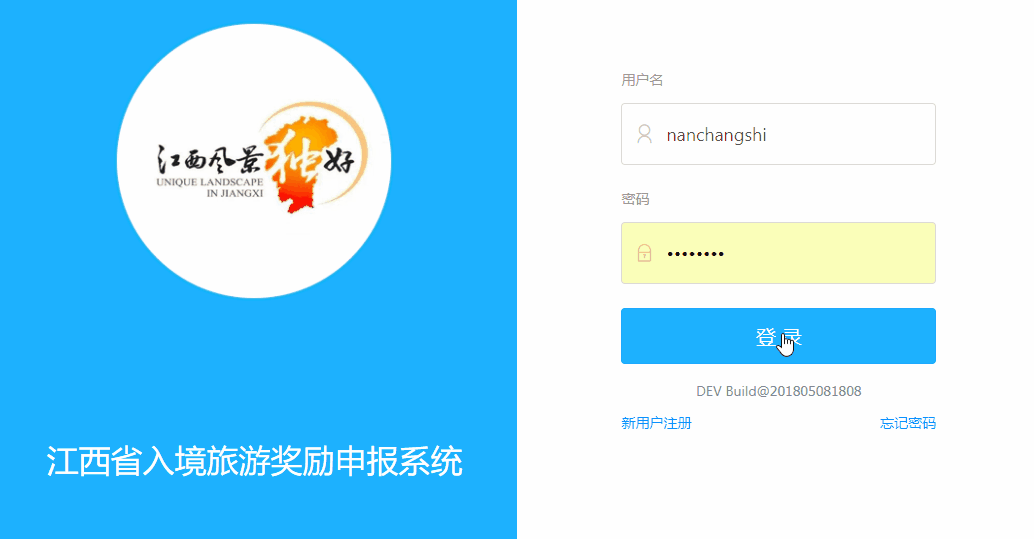 江西风景独好
UNIQUE LANDSCAPE
IN JIANGXI
江西省入境旅游奖励申报系统
用户名
nanchangshi
密码
••••••••
登 录
DEV Build@201805081808
新用户注册
忘记密码